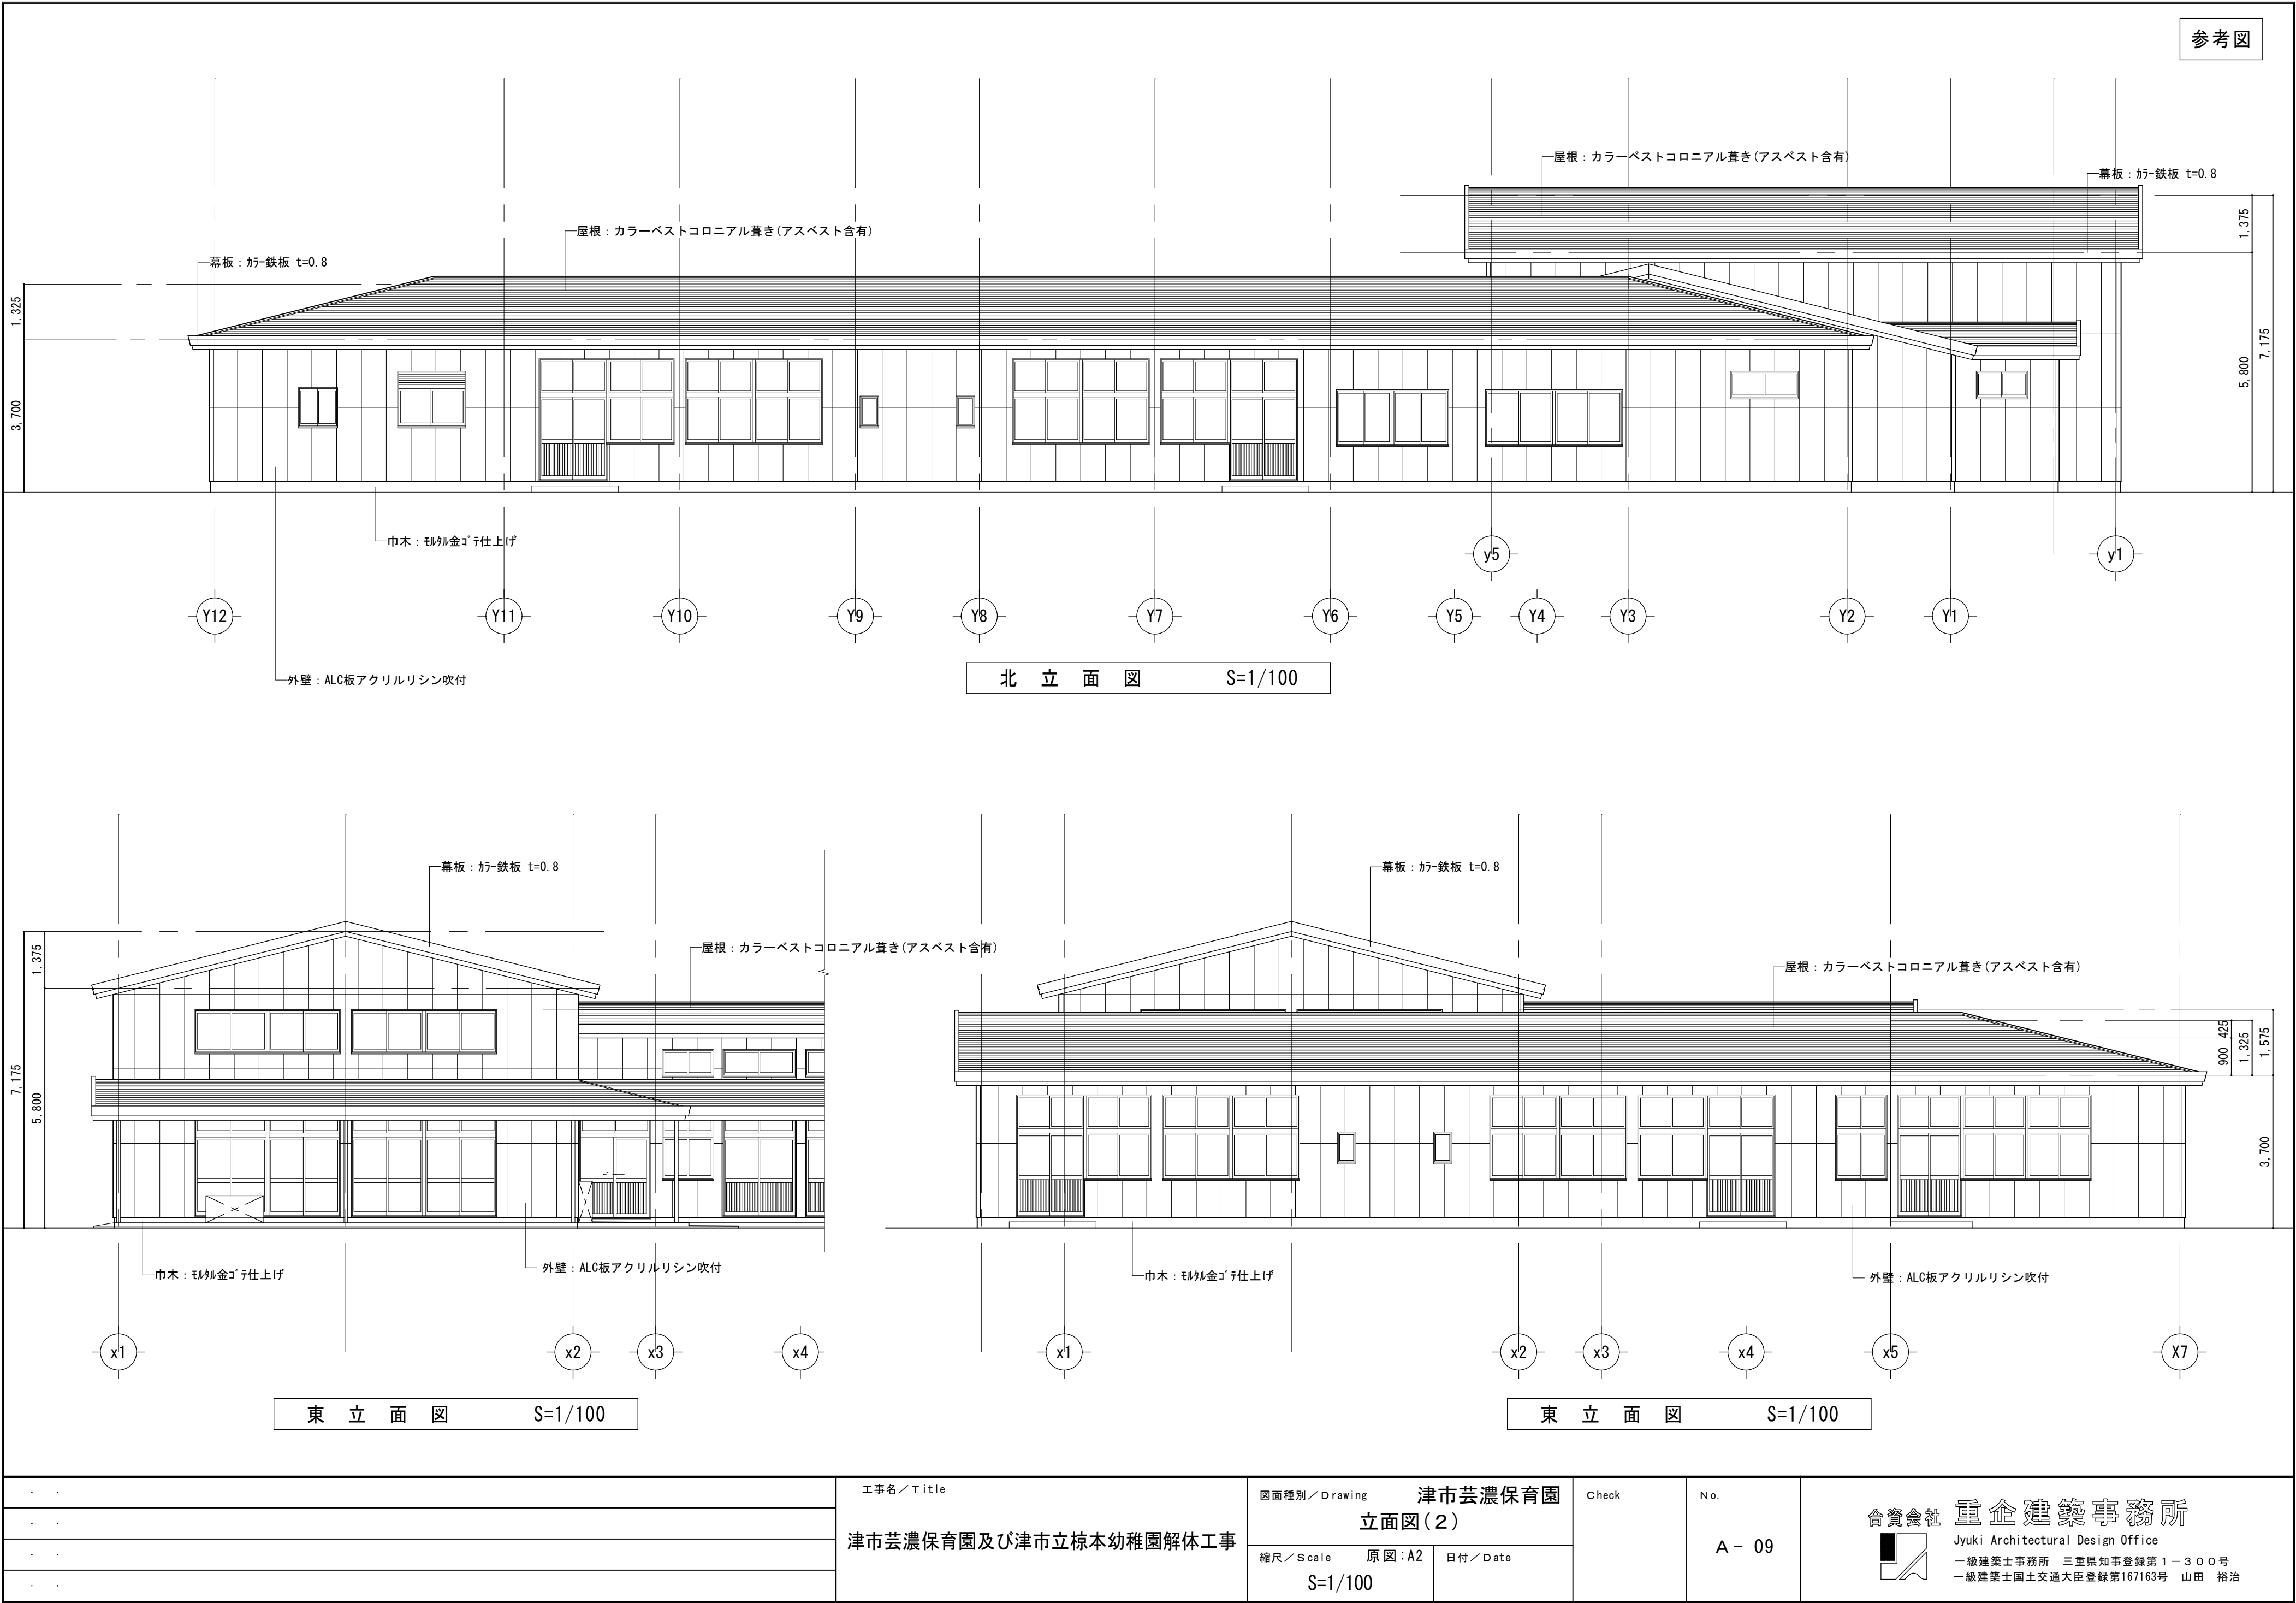 参考図
屋根：カラーベストコロニアル葺き(アスベスト含有)
幕板：ｶﾗｰ鉄板 t=0.8
屋根：カラーベストコロニアル葺き(アスベスト含有)
幕板：ｶﾗｰ鉄板 t=0.8
1,325
3,700
1,375
5,800
7,175
巾木：ﾓﾙﾀﾙ金ｺﾞﾃ仕上げ
y5
y1
Y12
Y11
Y10
Y9
Y8
Y7
Y6
Y5
Y4
Y3
Y2
Y1
外壁：ALC板アクリルリシン吹付
北 立 面 図 S=1/100
幕板：ｶﾗｰ鉄板 t=0.8
屋根：カラーベストコロニアル葺き(アスベスト含有)
1,375
5,800
7,175
巾木：ﾓﾙﾀﾙ金ｺﾞﾃ仕上げ
外壁：ALC板アクリルリシン吹付
x1
x2
x3
x4
東 立 面 図 S=1/100
幕板：ｶﾗｰ鉄板 t=0.8
屋根：カラーベストコロニアル葺き(アスベスト含有)
425
900
1,325
1,575
3,700
巾木：ﾓﾙﾀﾙ金ｺﾞﾃ仕上げ
外壁：ALC板アクリルリシン吹付
x1
x2
x3
x4
x5
X7
東 立 面 図 S=1/100
工事名／Title
津市芸濃保育園及び津市立椋本幼稚園解体工事
図面種別／Drawing 津市芸濃保育園
立面図(２)
縮尺／Scale 原図:A2
S=1/100
日付／Date
Check
No.
A- 09
合資会社 重企建築事務所
Jyuki Architectural Design Office
一級建築士事務所 三重県知事登録第１－３００号
一級建築士国土交通大臣登録第167163号 山田 裕治